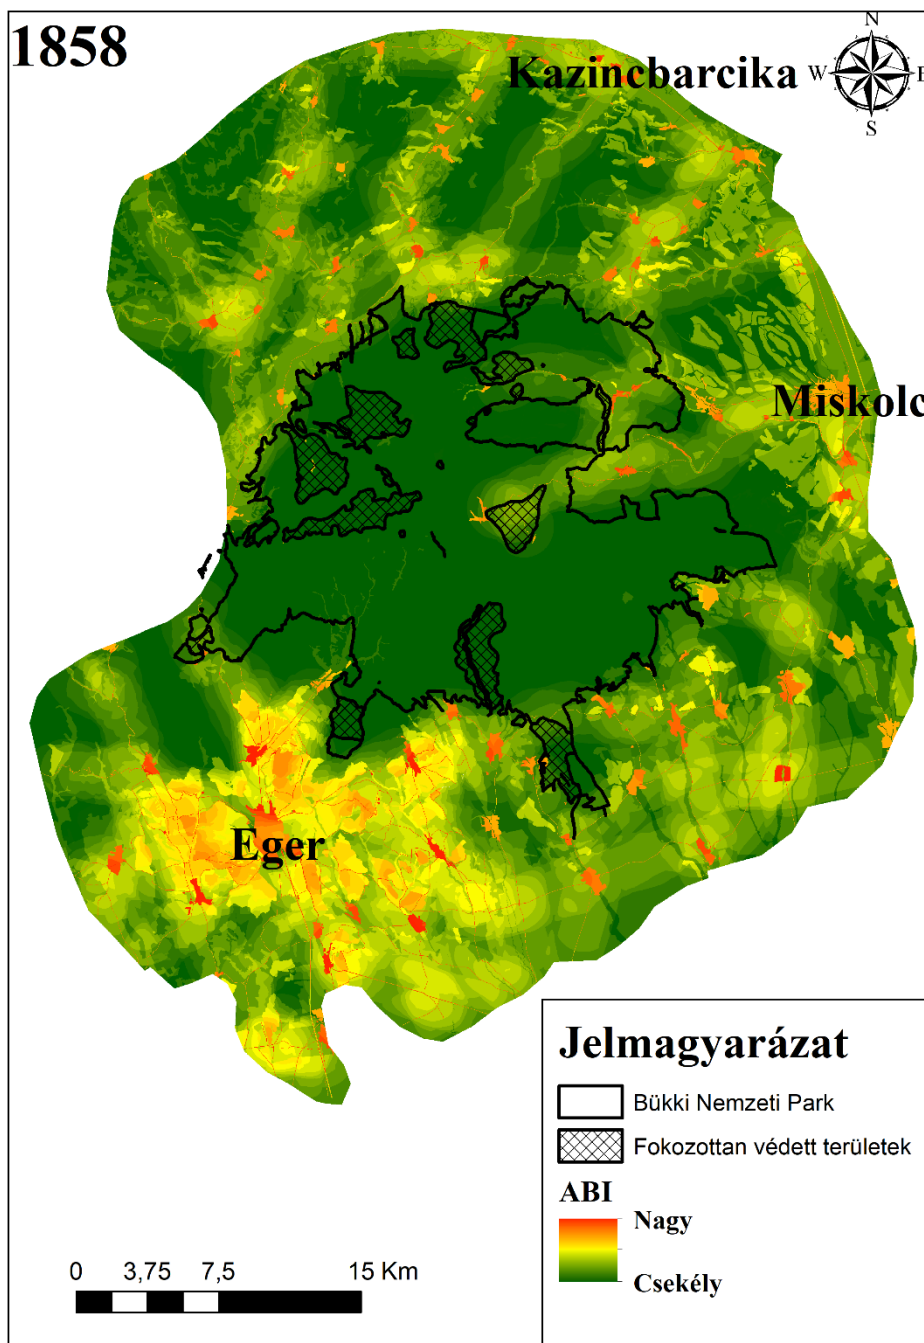 1858
N
W
E
S
Kazincbarcika
Miskolc
Eger
Jelmagyarázat
Bükki Nemzeti Park
Fokozottan védett területek
ABI
Nagy
Csekély
0 3,75 7,5 15 Km